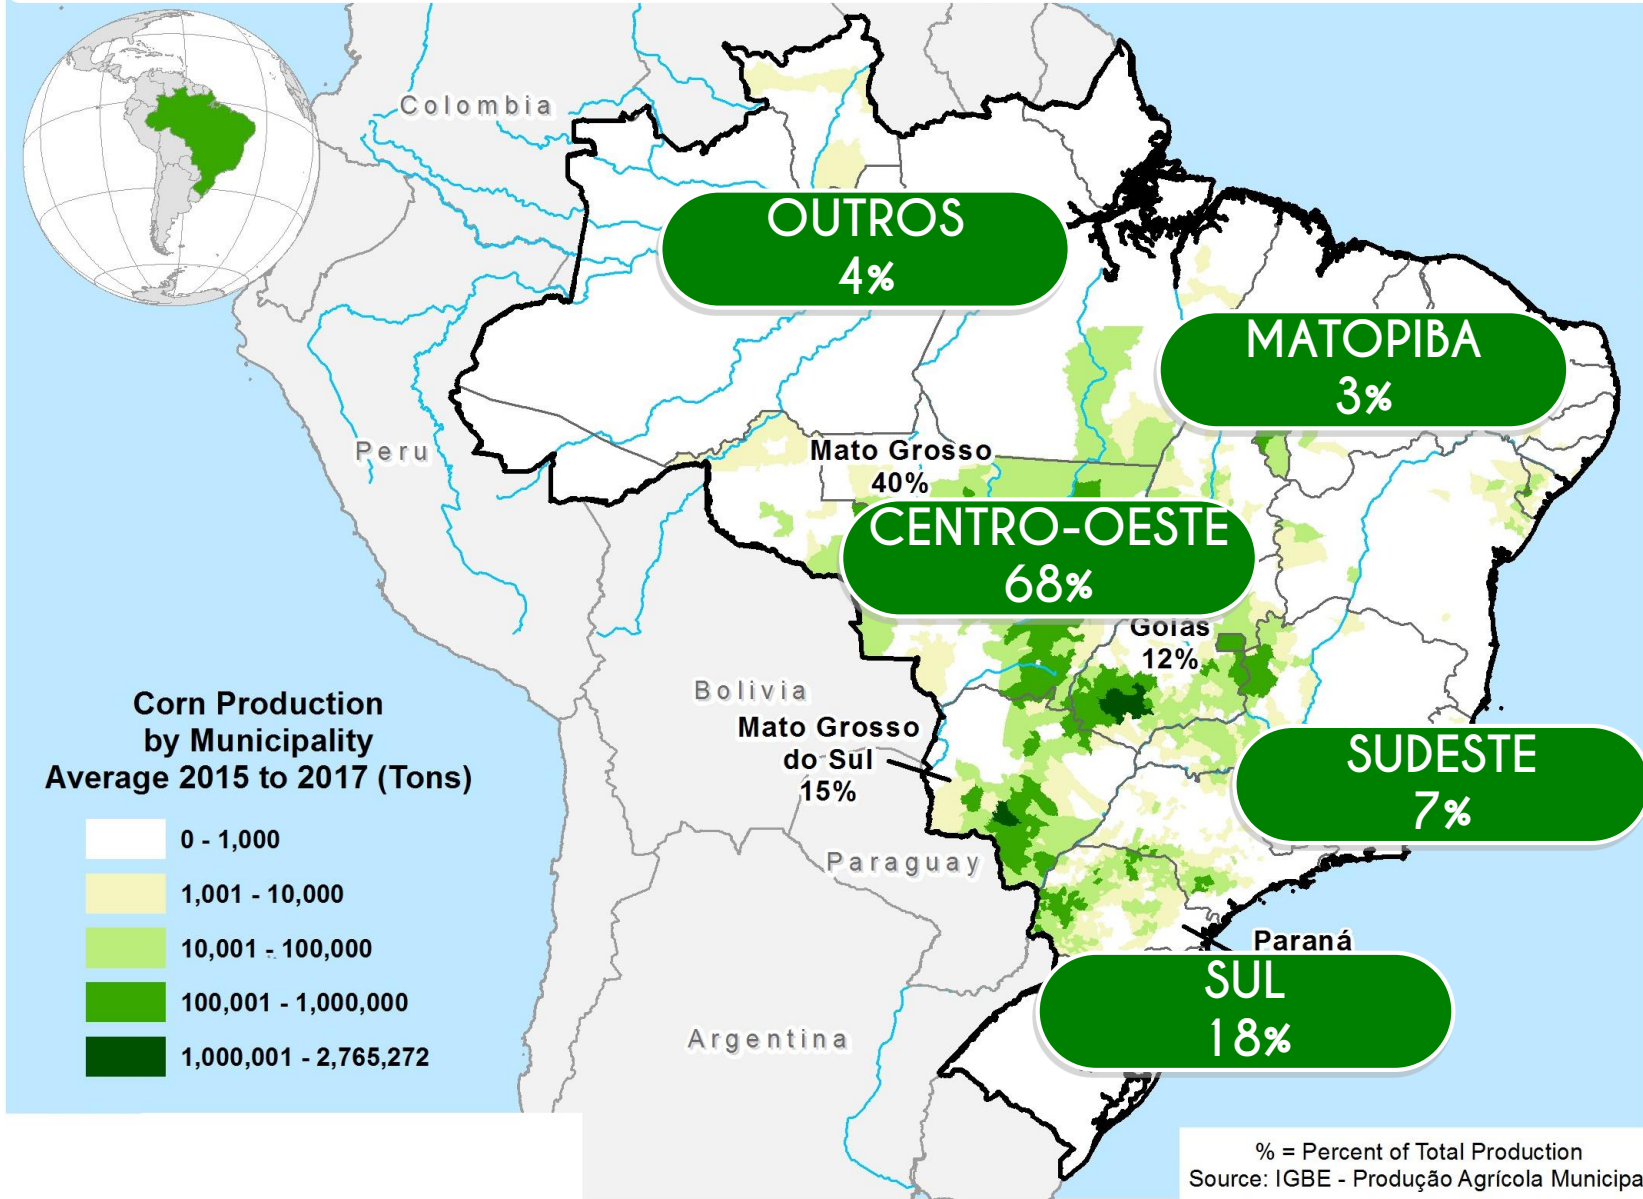 Colombia
OUTROS
4%
MATOPIBA
3%
Peru
Mato Grosso
40%
CENTRO-OESTE
68%
Goiás
12%
Bolivia
Mato Grosso
do Sul
15%
SUDESTE
7%
Paraguay
Paraná
SUL
18%
Argentina
Corn Production
by Municipality
Average 2015 to 2017 (Tons)
0 - 1,000
1,001 - 10,000
10,001 - 100,000
100,001 - 1,000,000
1,000,001 - 2,765,272
% = Percent of Total Production
Source: IGBE - Produção Agrícola Municipa